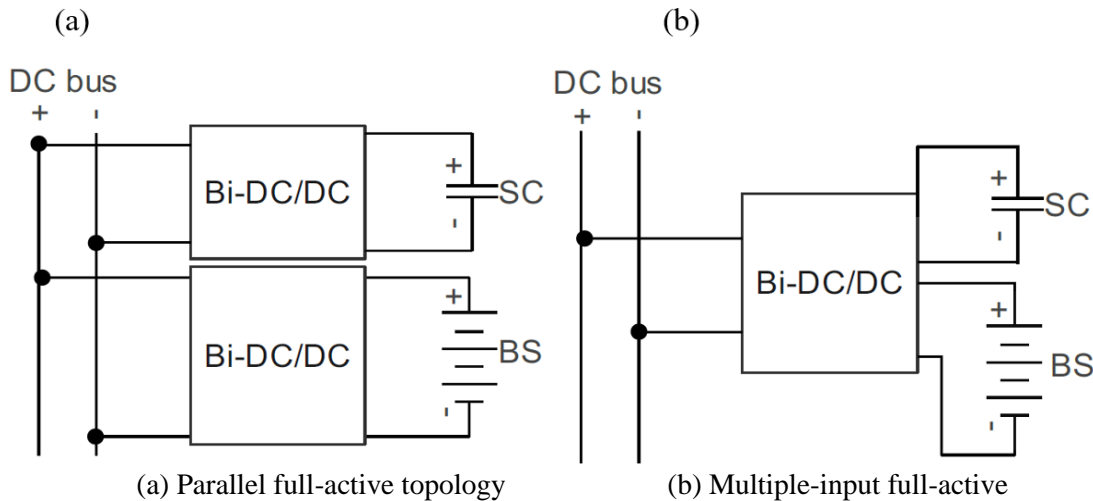 (a)
(b)
DC bus
+ -
Bi-DC/DC
+
SC
-
Bi-DC/DC
+
BS
-
DC bus
+ -
Bi-DC/DC
+
SC
-
+
BS
-
(a) Parallel full-active topology
(b) Multiple-input full-active